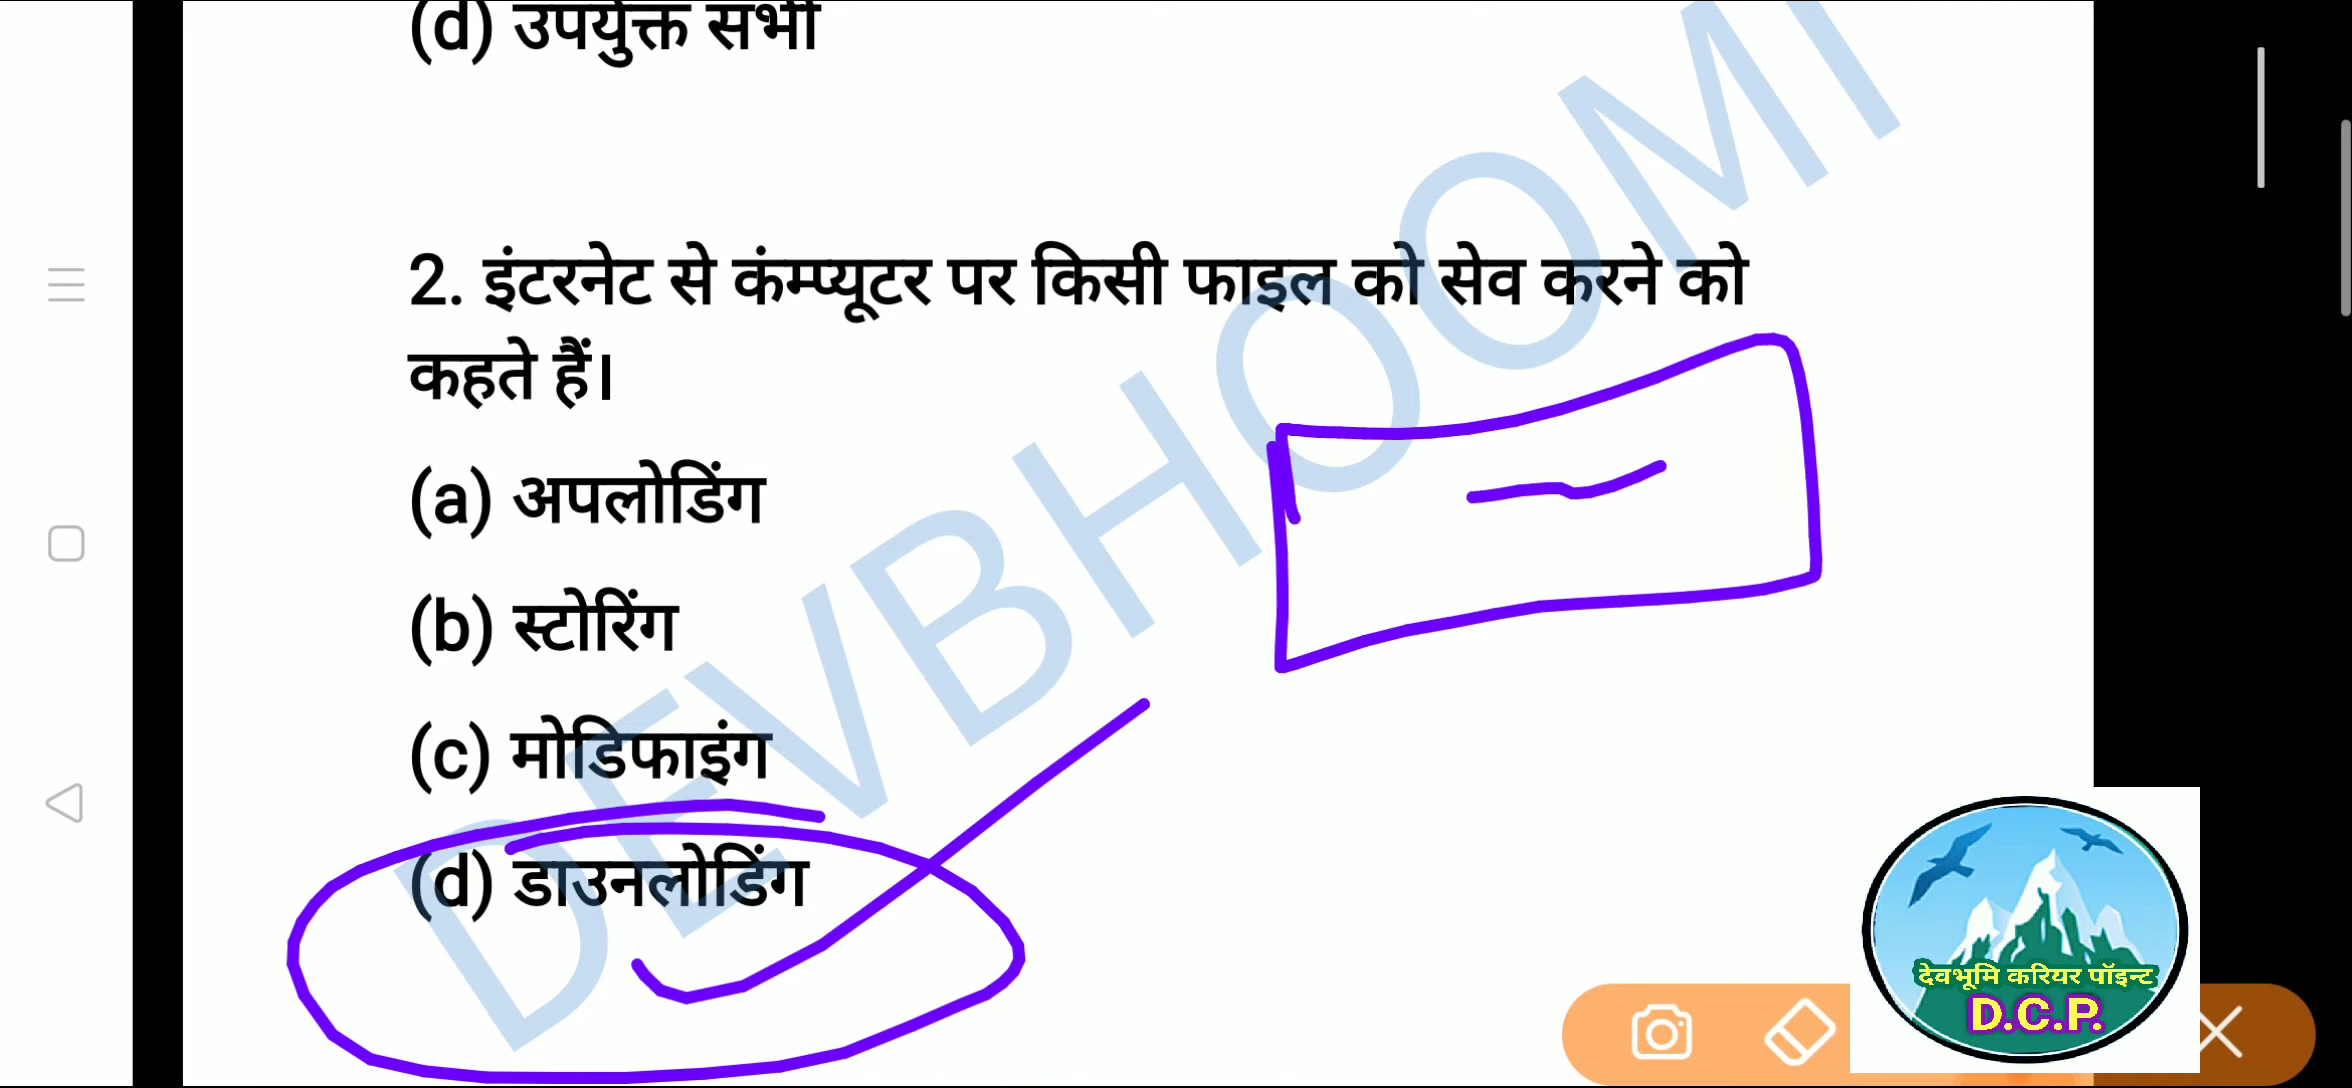 (d) उपर्युक्त सभी
2. इंटरनेट से कंम्प्यूटर पर किसी फाइल को सेव करने को
कहते हैं।
(a) अपलोडिंग
(b) स्टोरिंग
(c) मोडिफाइंग
(d) डाउनलोडिंग
DEVBHOOMI
देवभूमि करियर पॉइन्ट
D.C.P.